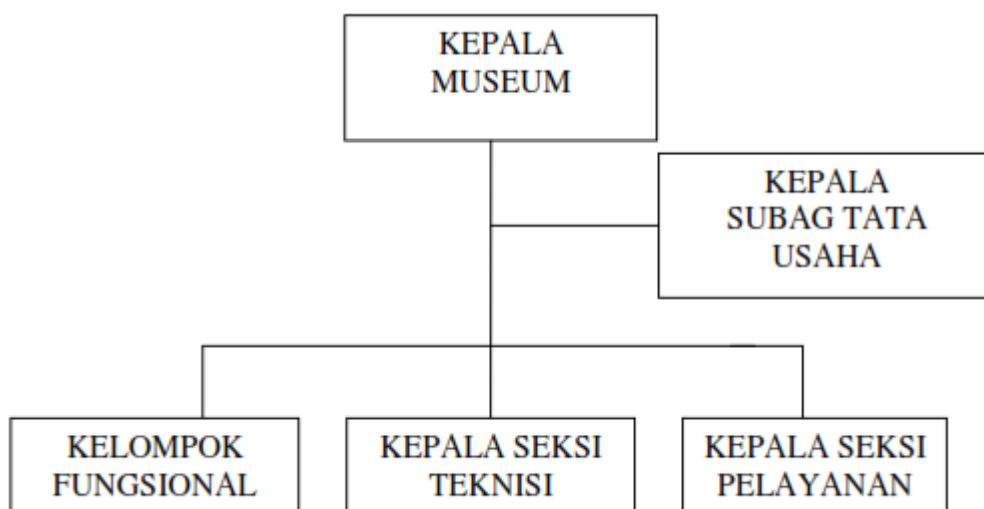 KEPALA
MUSEUM
KEPALA
SUBAG TATA
USAHA
KELOMPOK
FUNGSIONAL
KEPALA SEKSI
TEKNISI
KEPALA SEKSI
PELAYANAN